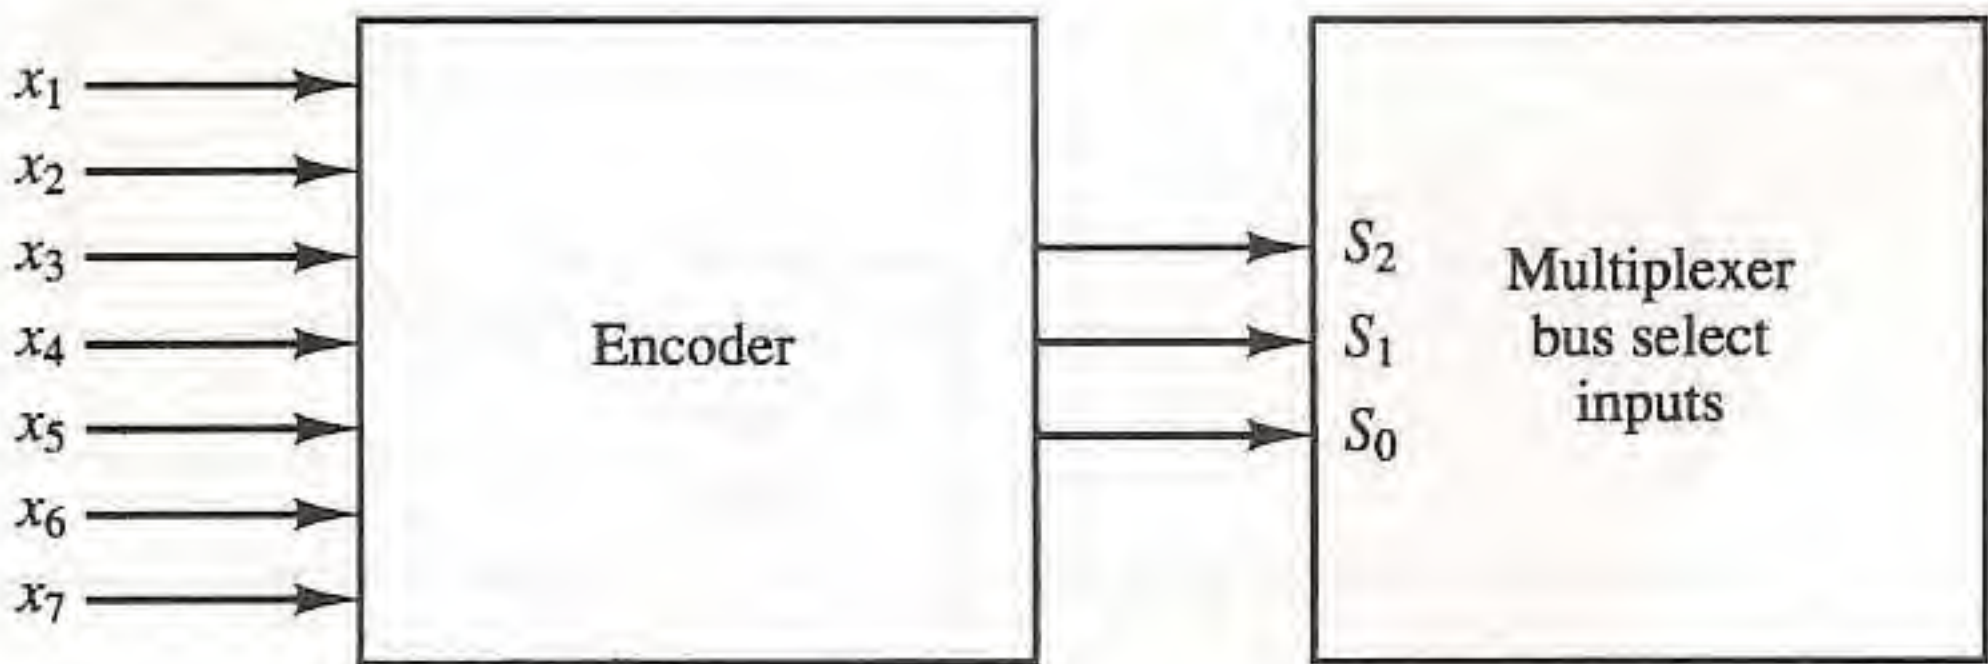 x₁
x₂
x₃
x₄
x₅
x₆
x₇
Encoder
S₂
S₁
S₀
Multiplexer
bus select
inputs